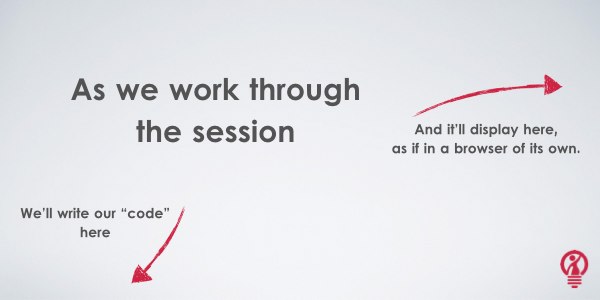 As we work through
the session
And it'll display here,
as if in a browser of its own.
We'll write our “code”
here